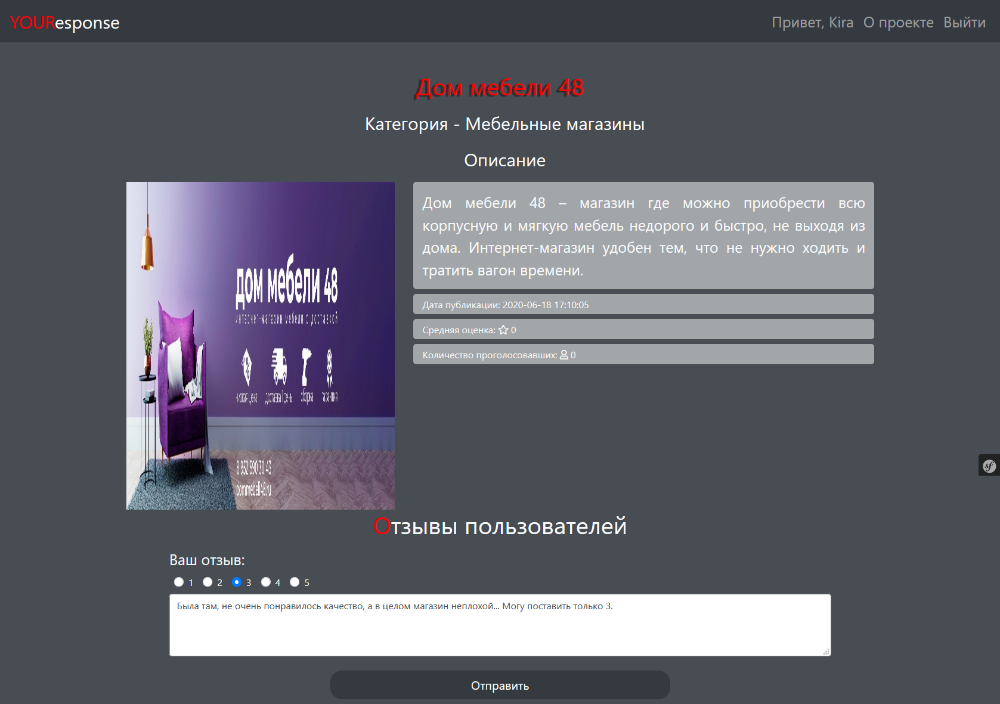 YOUResponse
Привет, Kira О проекте Выйти
Дом мебели 48
Категория - Мебельные магазины
Описание
дом мебели 48
интернет-магазин мебели с доставкой
низкая цена доставка 1 день сборка гарантия
8 952 590 30 43
dommebeli48.ru
Дом мебели 48 – магазин где можно приобрести всю
корпусную и мягкую мебель недорого и быстро, не выходя из
дома. Интернет-магазин удобен тем, что не нужно ходить и
тратить вагон времени.
Дата публикации: 2020-06-18 17:10:05
Средняя оценка: 0
Количество проголосовавших: 0
Отзывы пользователей
Ваш отзыв:
1 2 3 4 5
Была там, не очень понравилось качество, а в целом магазин неплохой... Могу поставить только 3.
Отправить
sf